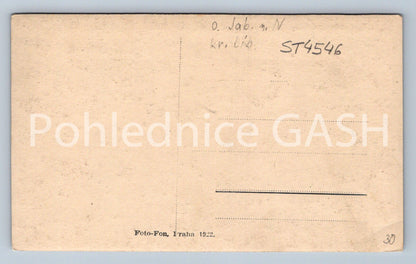 o. Jab. n. N
kr. Lib.
ST4546
Pohlednice GASH
Foto-Fon, Praha 1922.
30